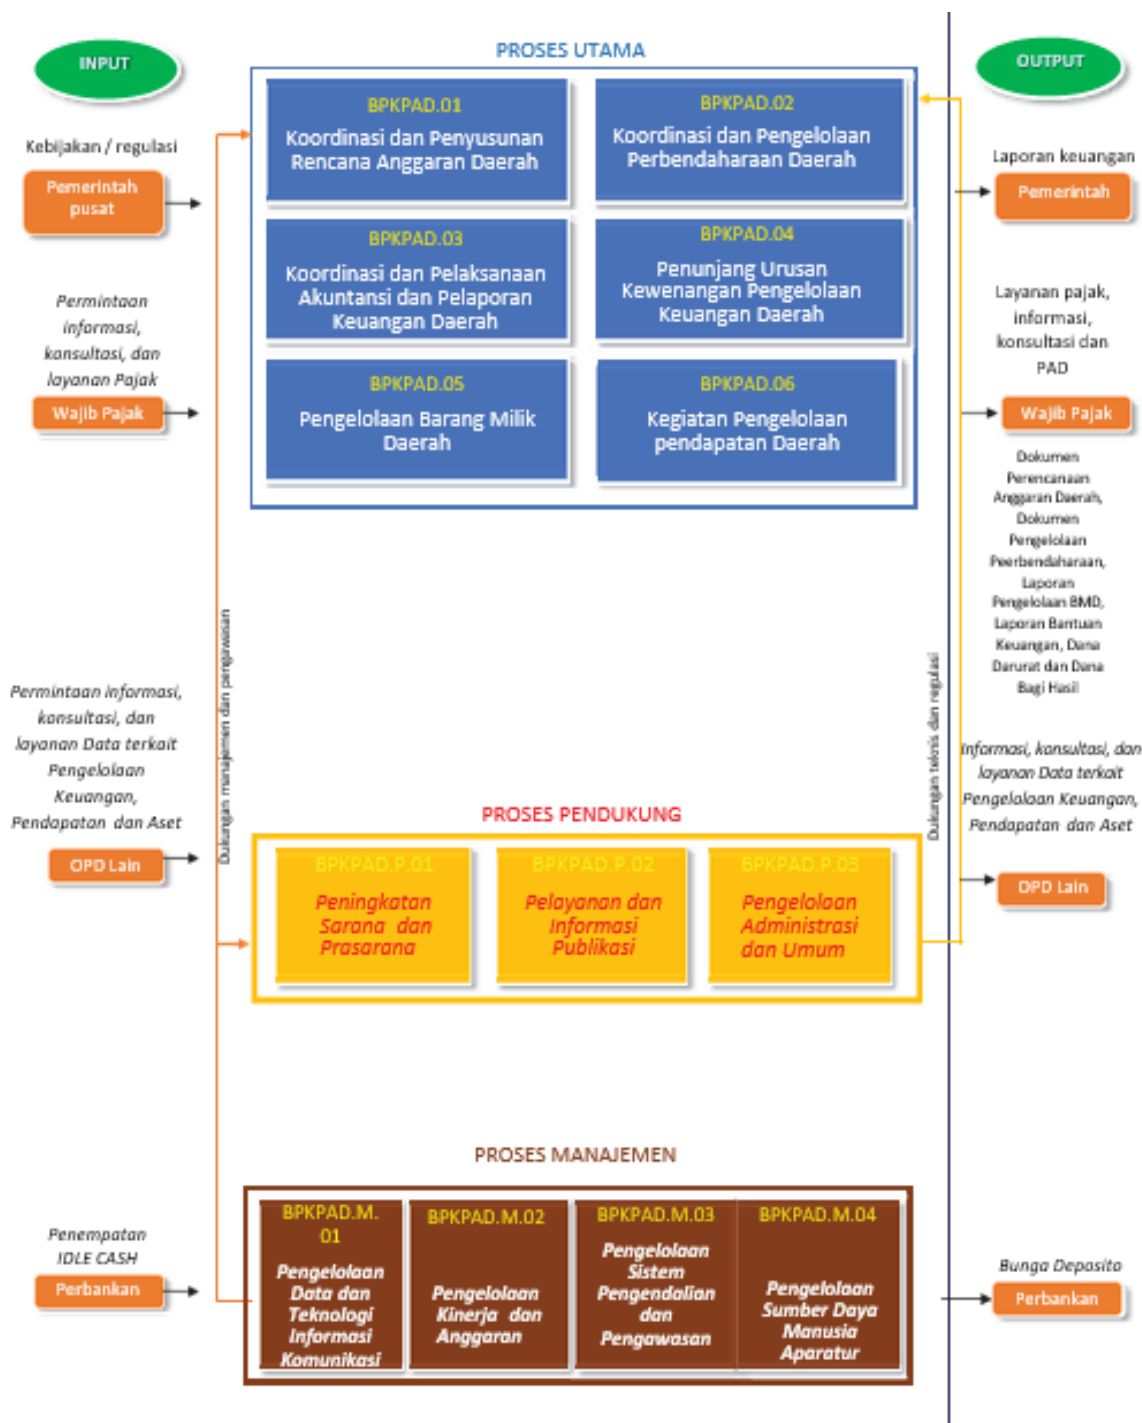 INPUT
Kebijakan / regulasi
Pemerintah
pusat
Permintaan
informasi,
konsultasi, dan
layanan Pajak
Wajib Pajak
Permintaan informasi,
konsultasi, dan
layanan Data terkait
Pengelolaan
Keuangan,
Pendapatan dan Aset
OPD Lain
Penempatan
IDLE CASH
Perbankan
Dukungan manajemen dan pengawasan
PROSES UTAMA
BPKPAD.01
Koordinasi dan Penyusunan
Rencana Anggaran Daerah
BPKPAD.02
Koordinasi dan Pengelolaan
Perbendaharaan Daerah
BPKPAD.03
Koordinasi dan Pelaksanaan
Akuntansi dan Pelaporan
Keuangan Daerah
BPKPAD.04
Penunjang Urusan
Kewenangan Pengelolaan
Keuangan Daerah
BPKPAD.05
Pengelolaan Barang Milik
Daerah
BPKPAD.06
Kegiatan Pengelolaan
pendapatan Daerah
PROSES PENDUKUNG
BPKPAD.P.01
Peningkatan
Sarana dan
Prasarana
BPKPAD.P.02
Pelayanan dan
Informasi
Publikasi
BPKPAD.P.03
Pengelolaan
Administrasi
dan Umum
PROSES MANAJEMEN
BPKPAD.M.
01
Pengelolaan
Data dan
Teknologi
Informasi
Komunikasi
BPKPAD.M.02
Pengelolaan
Kinerja dan
Anggaran
BPKPAD.M.03
Pengelolaan
Sistem
Pengendalian
dan
Pengawasan
BPKPAD.M.04
Pengelolaan
Sumber Daya
Manusia
Aparatur
Dukungan teknis dan regulasi
OUTPUT
Laporan keuangan
Pemerintah
Layanan pajak,
informasi,
konsultasi dan
PAD
Wajib Pajak
Dokumen
Perencanaan
Anggaran Daerah,
Dokumen
Pengelolaan
Peerbendaharaan,
Laporan
Pengelolaan BMD,
Laporan Bantuan
Keuangan, Dana
Darurat dan Dana
Bagi Hasil
Informasi, konsultasi, dan
layanan Data terkait
Pengelolaan Keuangan,
Pendapatan dan Aset
OPD Lain
Bunga Deposito
Perbankan